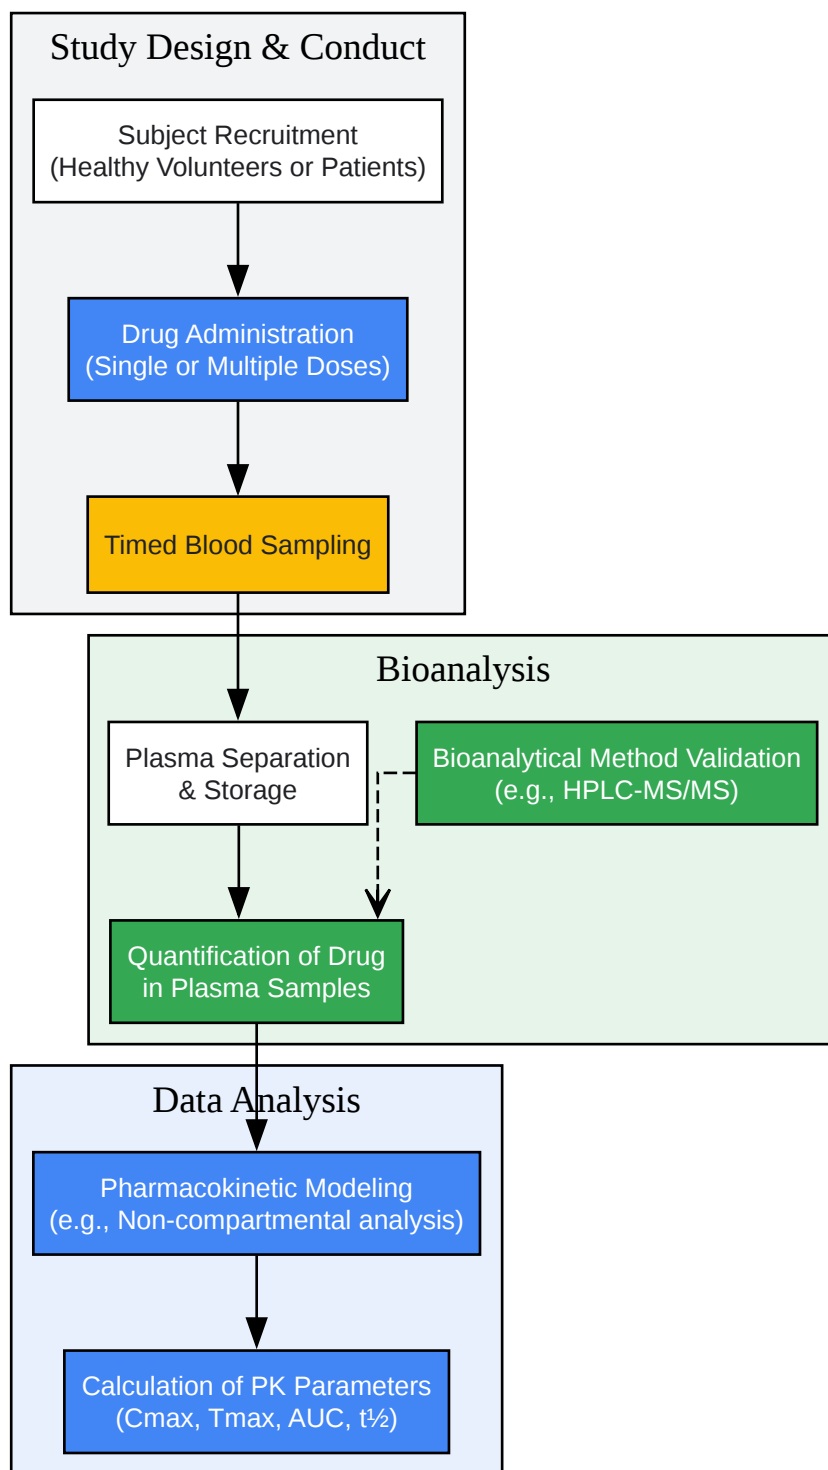 Study Design & Conduct
Subject Recruitment
(Healthy Volunteers or Patients)
Drug Administration
(Single or Multiple Doses)
Timed Blood Sampling
Bioanalysis
Plasma Separation
& Storage
Bioanalytical Method Validation
(e.g., HPLC-MS/MS)
Quantification of Drug
in Plasma Samples
Data Analysis
Pharmacokinetic Modeling
(e.g., Non-compartmental analysis)
Calculation of PK Parameters
(Cmax, Tmax, AUC, t½)